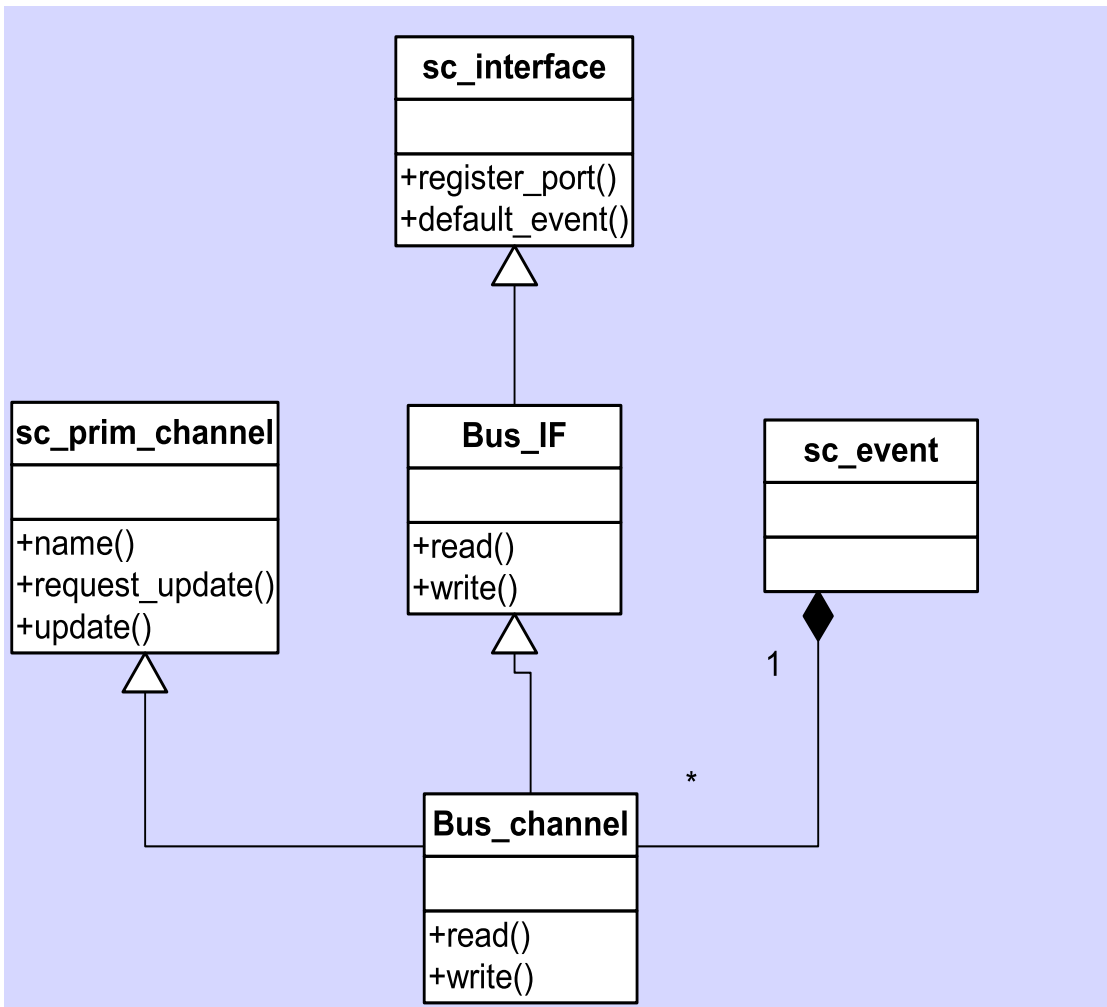 sc_interface
+register_port()
+default_event()
sc_prim_channel
+name()
+request_update()
+update()
Bus_IF
+read()
+write()
sc_event
1
*
Bus_channel
+read()
+write()